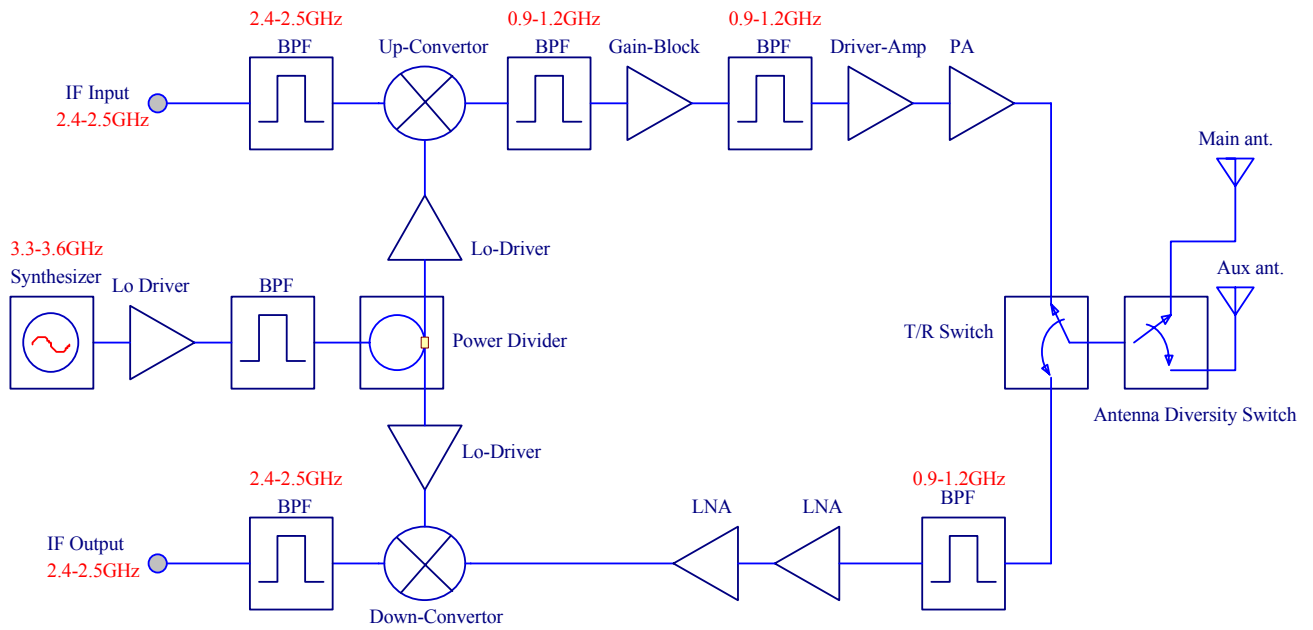 2.4-2.5GHz
BPF
Up-Convertor
0.9-1.2GHz
BPF
Gain-Block
0.9-1.2GHz
BPF
Driver-Amp
PA
IF Input
2.4-2.5GHz
Main ant.
Lo-Driver
3.3-3.6GHz
Synthesizer
Lo Driver
BPF
Aux ant.
Power Divider
T/R Switch
Antenna Diversity Switch
Lo-Driver
2.4-2.5GHz
BPF
LNA
LNA
0.9-1.2GHz
BPF
IF Output
2.4-2.5GHz
Down-Convertor